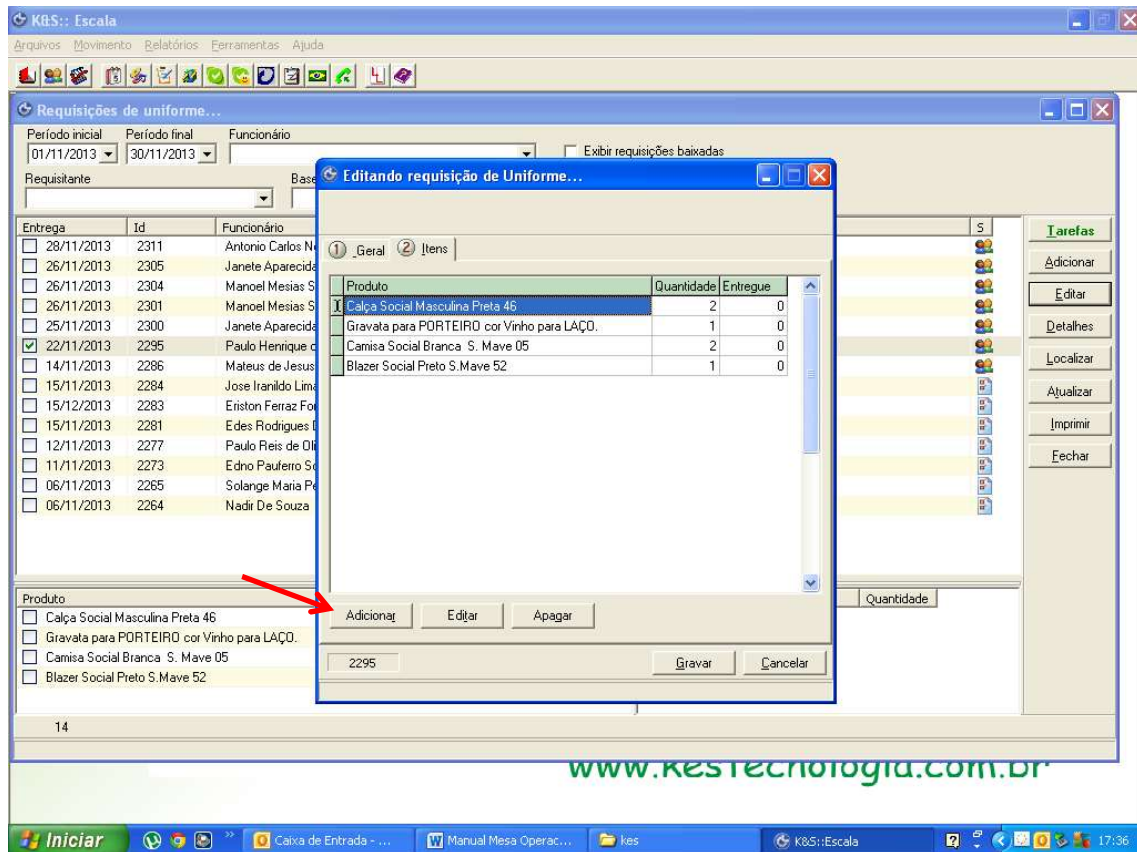 K&S:: Escala
Arquivos Movimento Relatórios Ferramentas Ajuda
Requisições de uniforme...
Período inicial Período final Funcionário
01/11/2013 30/11/2013 Exibir requisições baixadas
Requisitante Base
Entrega Id Funcionário S
28/11/2013 2311 Antonio Carlos
26/11/2013 2305 Janete Aparecida
26/11/2013 2304 Manoel Mesias S
26/11/2013 2301 Manoel Mesias S
25/11/2013 2300 Janete Aparecida
22/11/2013 2295 Paulo Henrique
14/11/2013 2286 Mateus de Jesus
15/11/2013 2284 Jose Iranildo
15/12/2013 2283 Eriston Ferraz
15/11/2013 2281 Edes Rodrigues
12/11/2013 2277 Paulo Reis de
11/11/2013 2273 Edno Pauferro
06/11/2013 2265 Solange Maria
06/11/2013 2264 Nadir De Souza
Tarefas
Adicionar
Editar
Detalhes
Localizar
Atualizar
Imprimir
Fechar
Editando requisição de Uniforme...
1 Geral 2 Itens
Produto Quantidade Entregue
Calça Social Masculina Preta 46 2 0
Gravata para PORTEIRO cor Vinho para LAÇO. 1 0
Camisa Social Branca S. Mave 05 2 0
Blazer Social Preto S.Mave 52 1 0
Adicionar Editar Apagar
2295 Gravar Cancelar
Produto Quantidade
Calça Social Masculina Preta 46
Gravata para PORTEIRO cor Vinho para LAÇO.
Camisa Social Branca S. Mave 05
Blazer Social Preto S.Mave 52
14
www.kesTecnologia.com.br
Iniciar Caixa de Entrada - ... Manual Mesa Operac... kes K&S::Escala 17:36